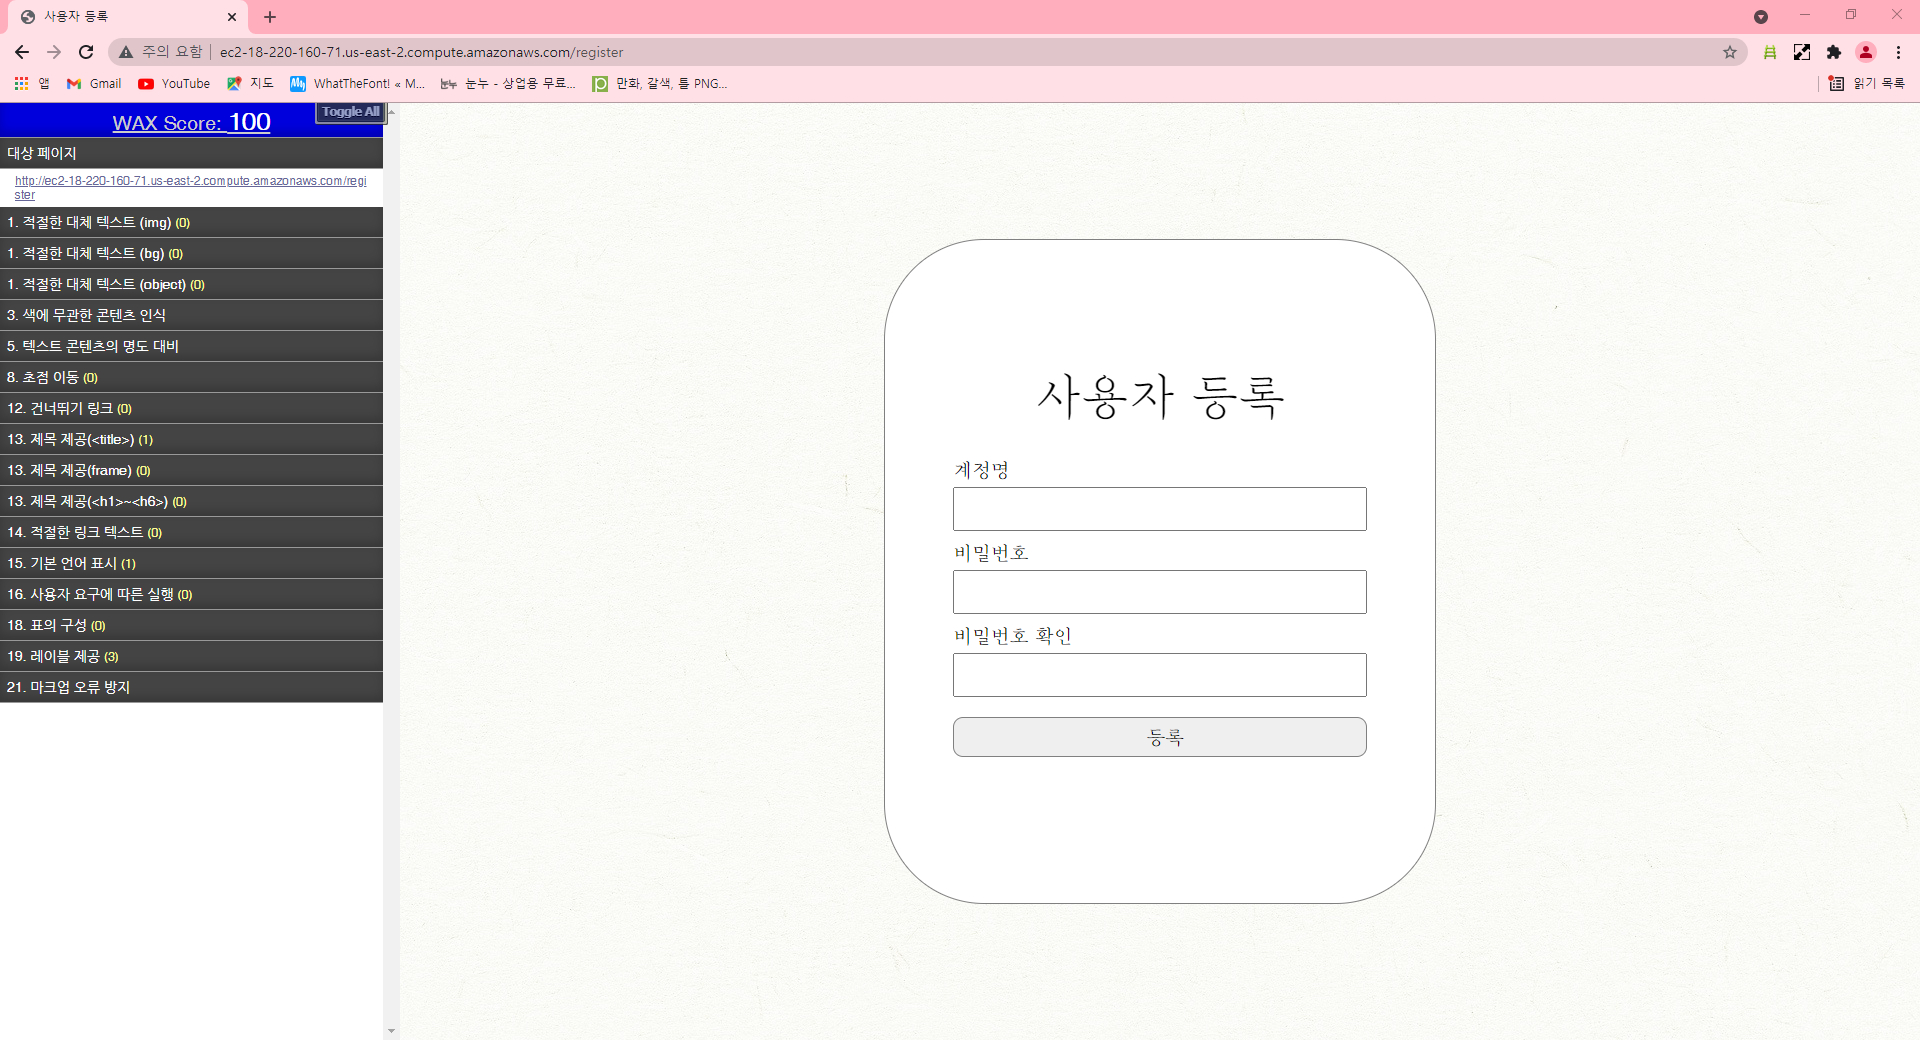 사용자 등록
주의 요함
ec2-18-220-160-71.us-east-2.compute.amazonaws.com/register
앱
Gmail
YouTube
지도
WhatTheFont! « M...
눈누
눈누 - 상업용 무료...
만화, 갈색, 틀 PNG...
읽기 목록
WAX Score: 100
Toggle All
대상 페이지
http://ec2-18-220-160-71.us-east-2.compute.amazonaws.com/regi
ster
1. 적절한 대체 텍스트 (img) (0)
1. 적절한 대체 텍스트 (bg) (0)
1. 적절한 대체 텍스트 (object) (0)
3. 색에 무관한 콘텐츠 인식
5. 텍스트 콘텐츠의 명도 대비
8. 초점 이동 (0)
12. 건너뛰기 링크 (0)
13. 제목 제공(<title>) (1)
13. 제목 제공(frame) (0)
13. 제목 제공(<h1>~<h6>) (0)
14. 적절한 링크 텍스트 (0)
15. 기본 언어 표시 (1)
16. 사용자 요구에 따른 실행 (0)
18. 표의 구성 (0)
19. 레이블 제공 (3)
21. 마크업 오류 방지
사용자 등록
계정명
비밀번호
비밀번호 확인
등록